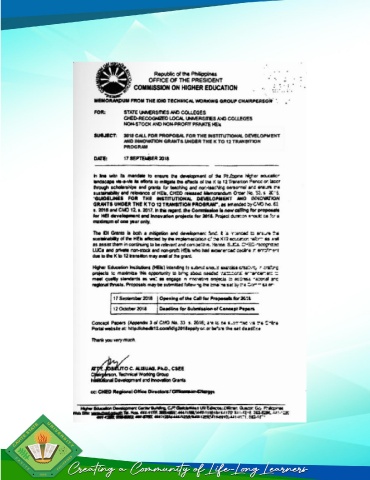 Republic of the Philippines
OFFICE OF THE PRESIDENT
COMMISSION ON HIGHER EDUCATION
MEMORANDUM FROM THE IDIG TECHNICAL WORKING GROUP CHAIRPERSON
FOR: STATE UNIVERSITIES AND COLLEGES
CHED-RECOGNIZED LOCAL UNIVERSITIES AND COLLEGES
NON-STOCK AND NON-PROFIT PRIVATE HEIs
SUBJECT: 2018 CALL FOR PROPOSAL FOR THE INSTITUTIONAL DEVELOPMENT
AND INNOVATION GRANTS UNDER THE K TO 12 TRANSITION
PROGRAM
DATE: 17 SEPTEMBER 2018
In line with its mandate to ensure the development of the Philippine higher education
landscape vis-a-vis its efforts to mitigate the effects of the K to 12 Transition Period on labor
through scholarships and grants for teaching and non-teaching personnel and ensure the
sustainability and relevance of HEIs, CHED released Memorandum Order No. 33, s. 2016,
"GUIDELINES FOR THE INSTITUTIONAL DEVELOPMENT AND INNOVATION
GRANTS UNDER THE K TO 12 TRANSITION PROGRAM", as amended by CMO No.
s. 2016 and CMO 12, s. 2017. In this regard, the Commission is now calling for proposals
for HEI development and innovation projects for 2018. Project duration should be for a
maximum of one year only.
The IDI Grants is both a mitigation and development fund. It is intended to ensure the
sustainability of the HEIs affected by the implementation of the K12 education reform as well
as assist them in continuing to be relevant and competitive. Hence, SUCs, CHED-recognized
LUCs and private non-stock and non-profit HEIs who had experienced decline in enrollment
due to the K to 12 transition may avail of the grant.
Higher Education Institutions (HEIs) intending to submit should exercise creativity in crafting
projects to maximize this opportunity to bring about needed institutional enhancement to
meet quality standards as well as engage in innovative projects to address national and
regional thrusts. Proposals may be submitted following the timeline set by the Commission
17 September 2018 Opening of the Call for Proposals for 2018
12 October 2018 Deadline for Submission of Concept Papers
Concept Papers (Appendix 3 of CMO No. 33 s. 2016) are to be submitted via the Online
Portal website at: on or before the set deadline
Thank you very much.
ATTY. JOSELITO C. ALISUAG, Ph.D., CSEE
Chairperson, Technical Working Group
Institutional Development and Innovation Grants
cc: CHED Regional Office Directors/ Officers-in-Charge
Higher Education Development Center Building, C.P. Garcia Ave., UP Campus, Diliman, Quezon City, Philippines
Creating a Community of Life-Long Learners